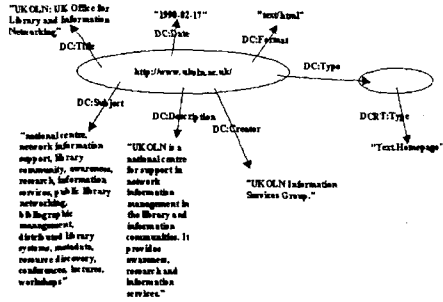 "UKOLN: UK Office for
Library and Information
Networking."
"1998-02-17"
"text/html"
DC:Title
DC:Date
DC:Format
http://www.ukoln.ac.uk/
DC:Type
DC:Subject
DC:Description
DC:Creator
DCRT:Type
"national centre,
network information
support, library
community, awareness,
research, information
services, public library
networking,
bibliographic
management,
distributed library
systems, metadata,
resource discovery,
conferences, lectures,
workshops"
"UKOLN is a
national centre
for support in
network
information
management in
the library and
information
communities. It
provides
awareness,
research and
information
services."
"UKOLN Information
Services Group."
"Text.Homepage"